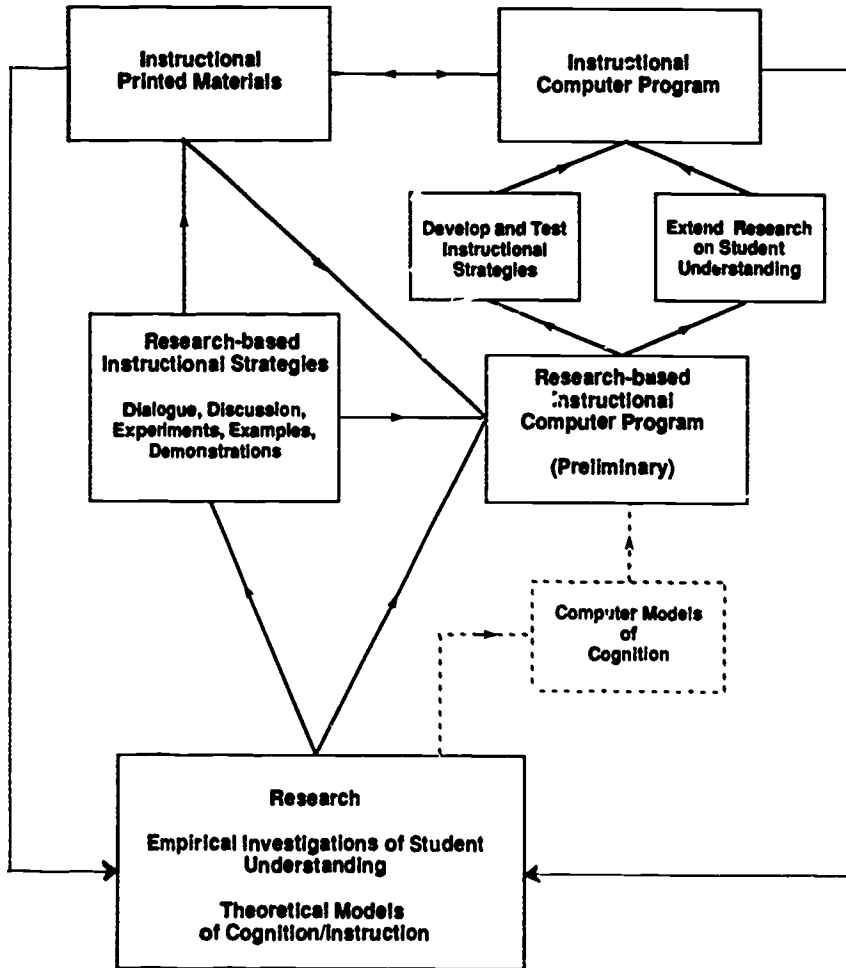 Instructional
Printed Materials
Instructional
Computer Program
Develop and Test
Instructional
Strategies
Extend Research
on Student
Understanding
Research-based
Instructional Strategies
Dialogue, Discussion,
Experiments, Examples,
Demonstrations
Research-based
Instructional
Computer Program
(Preliminary)
Computer Models
of
Cognition
Research
Empirical Investigations of Student
Understanding
Theoretical Models
of Cognition/Instruction